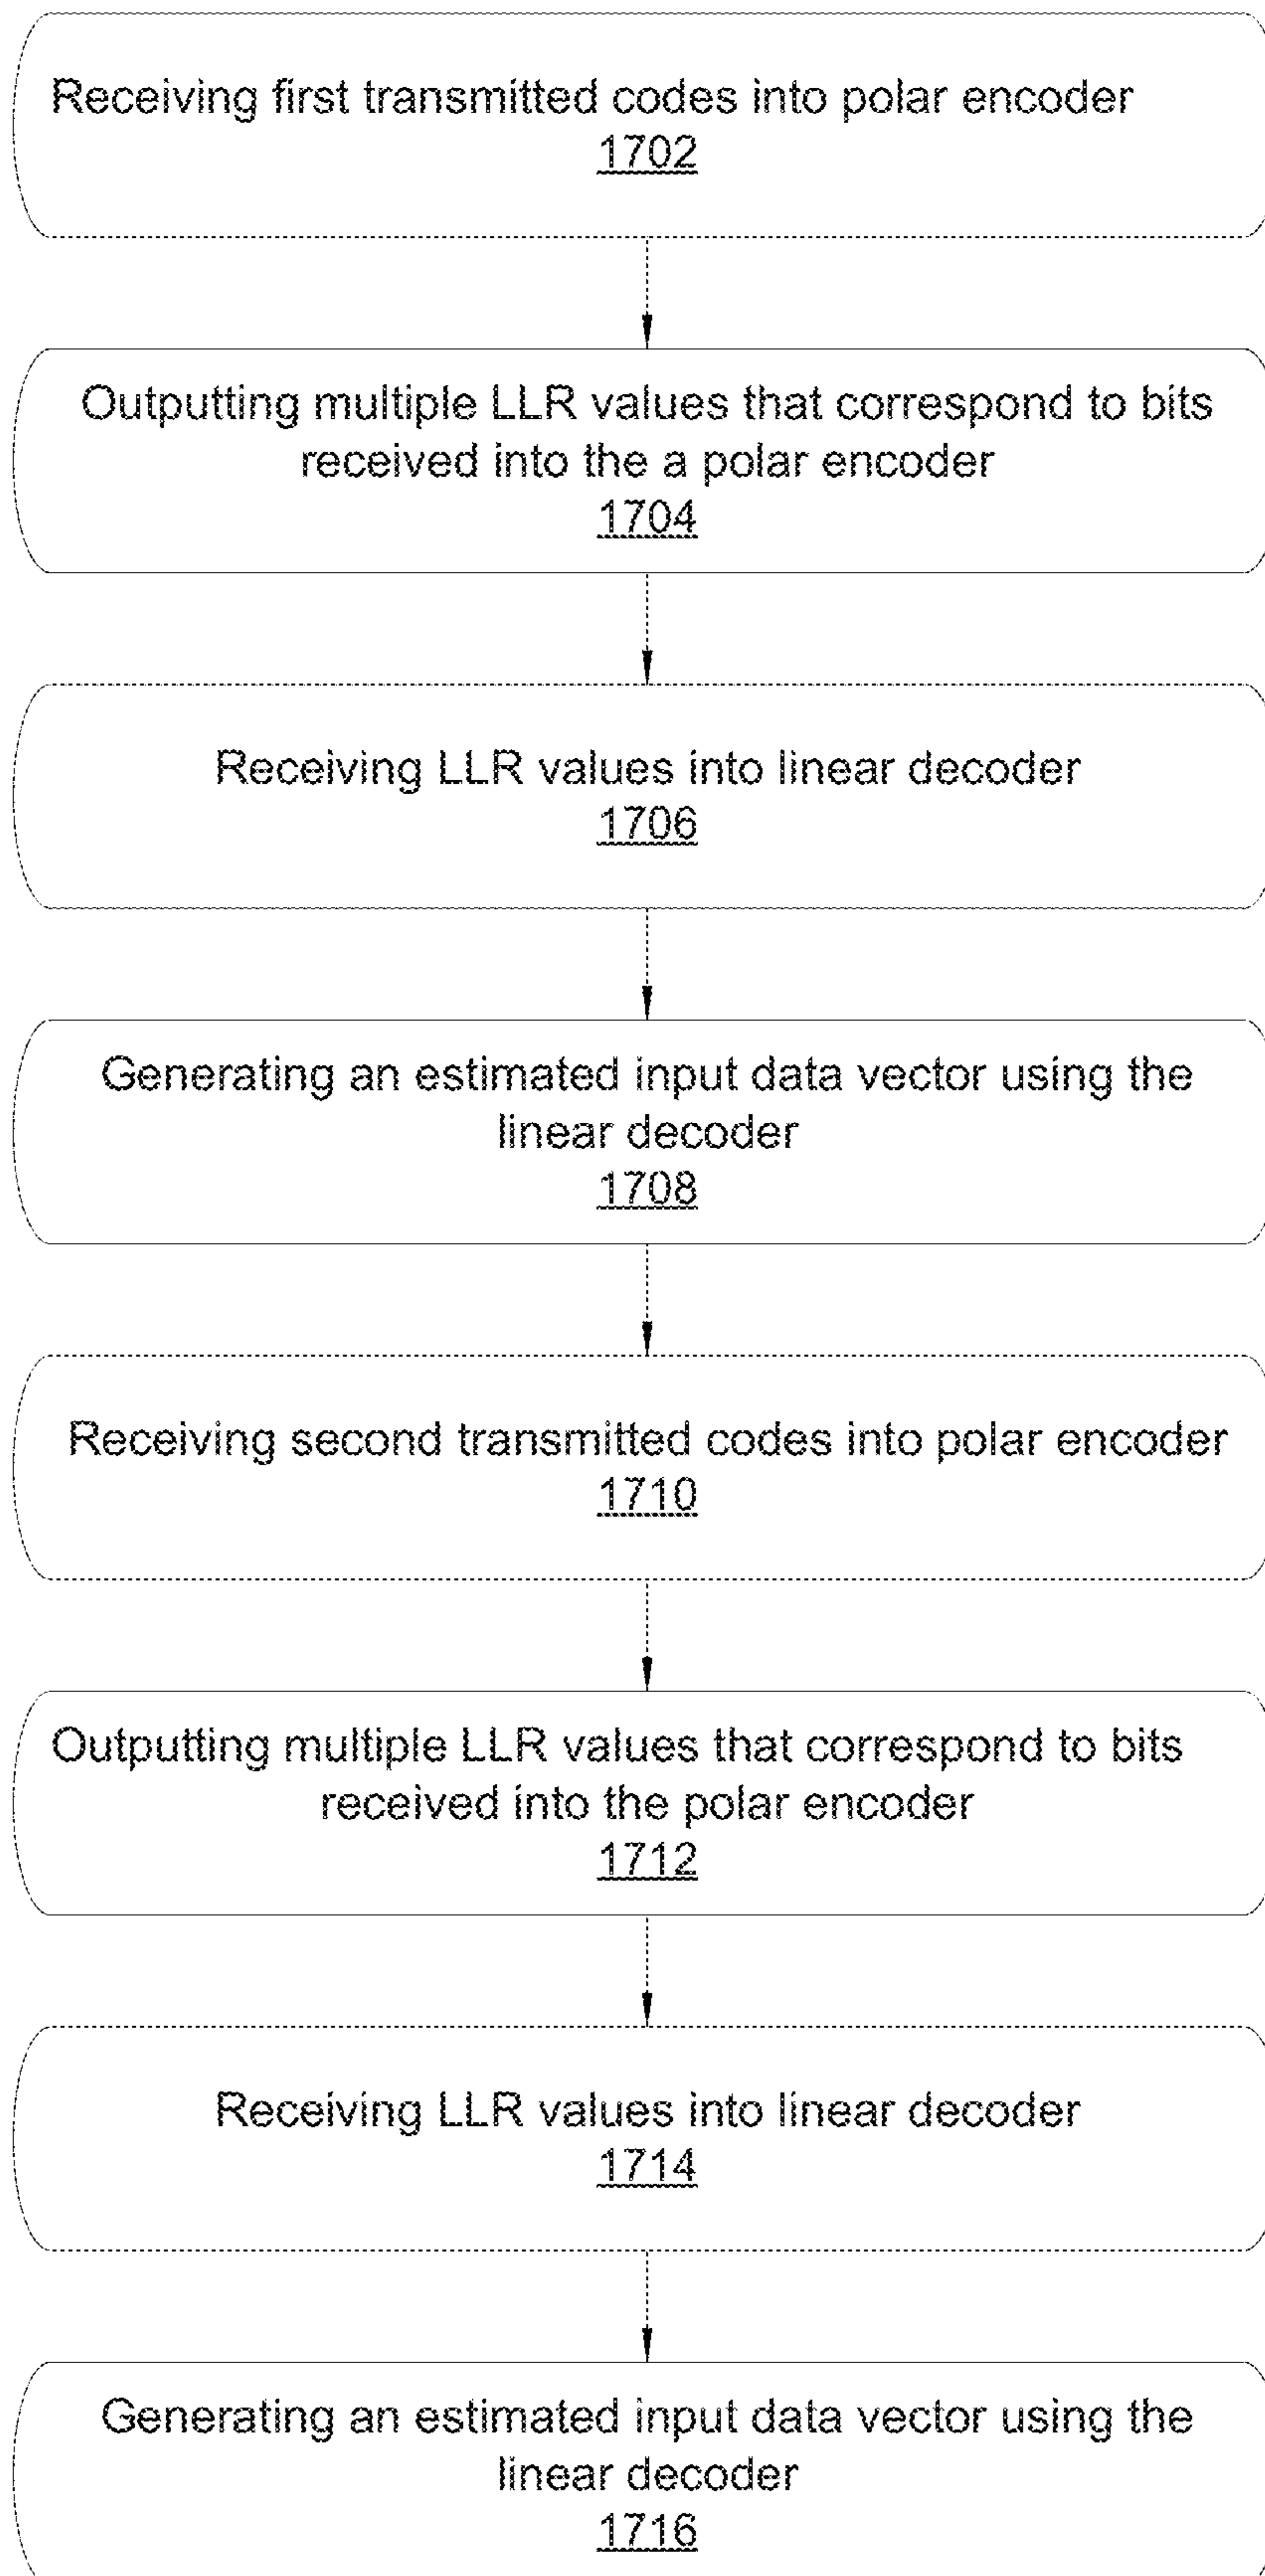 Receiving first transmitted codes into polar encoder
1702
Outputting multiple LLR values that correspond to bits
received into the a polar encoder
1704
Receiving LLR values into linear decoder
1706
Generating an estimated input data vector using the
linear decoder
1708
Receiving second transmitted codes into polar encoder
1710
Outputting multiple LLR values that correspond to bits
received into the polar encoder
1712
Receiving LLR values into linear decoder
1714
Generating an estimated input data vector using the
linear decoder
1716